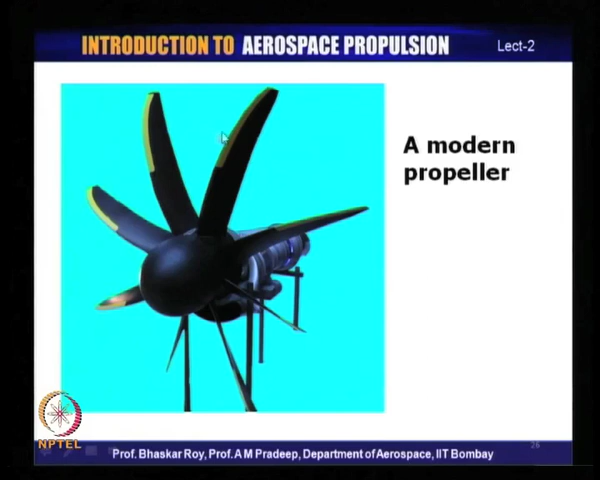 INTRODUCTION TO AEROSPACE PROPULSION
Lect-2
A modern
propeller
NPTEL
Prof. Bhaskar Roy, Prof. A M Pradeep, Department of Aerospace, IIT Bombay
26